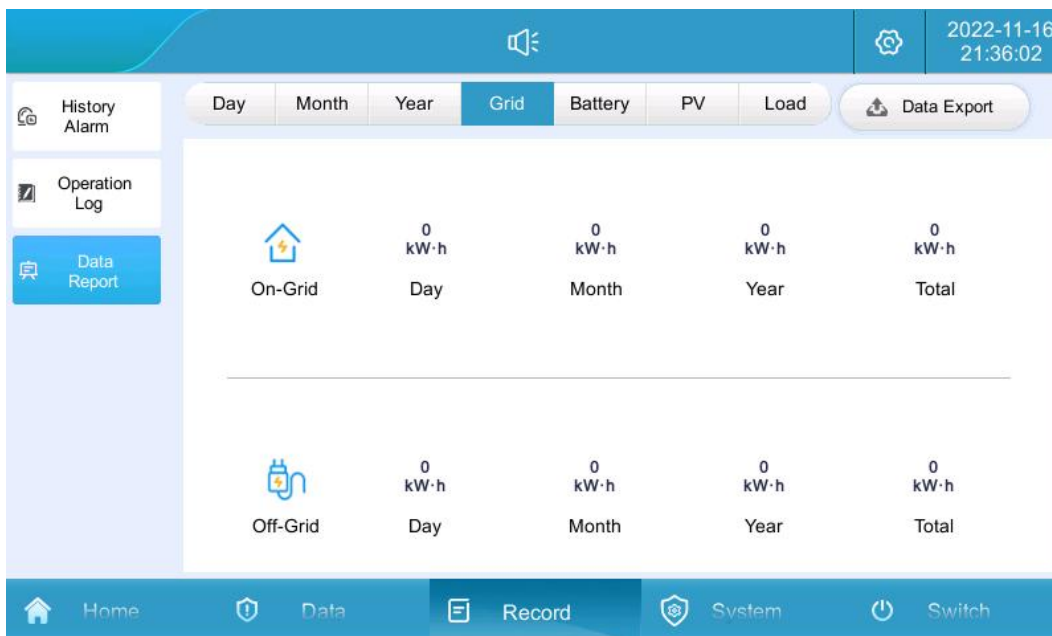 2022-11-16
21:36:02
History
Alarm
Operation
Log
Data
Report
Day Month Year Grid Battery PV Load Data Export
0 0 0 0
kW·h kW·h kW·h kW·h
On-Grid Day Month Year Total
0 0 0 0
kW·h kW·h kW·h kW·h
Off-Grid Day Month Year Total
Home Data Record System Switch